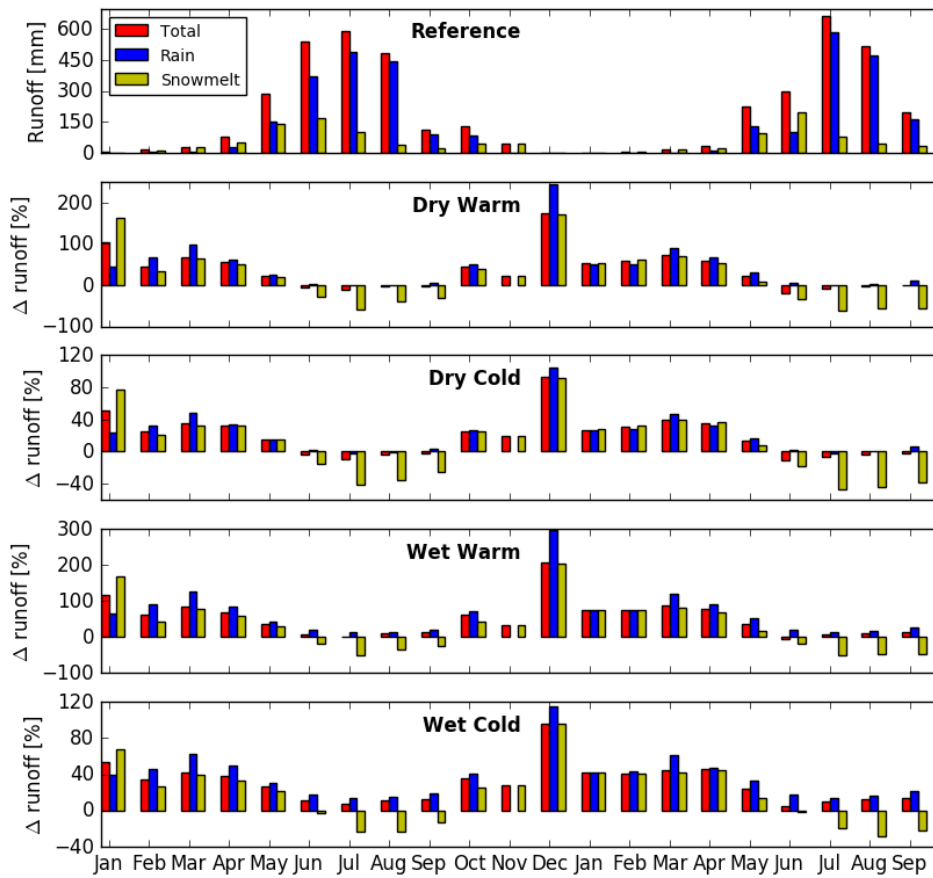 Reference
Total
Rain
Snowmelt
Runoff [mm]
600
450
300
150
0
Dry Warm
Δ runoff [%]
200
100
0
−100
Dry Cold
Δ runoff [%]
120
80
40
0
−40
Wet Warm
Δ runoff [%]
300
200
100
0
−100
Wet Cold
Δ runoff [%]
120
80
40
0
−40
Jan Feb Mar Apr May Jun Jul Aug Sep Oct Nov Dec Jan Feb Mar Apr May Jun Jul Aug Sep